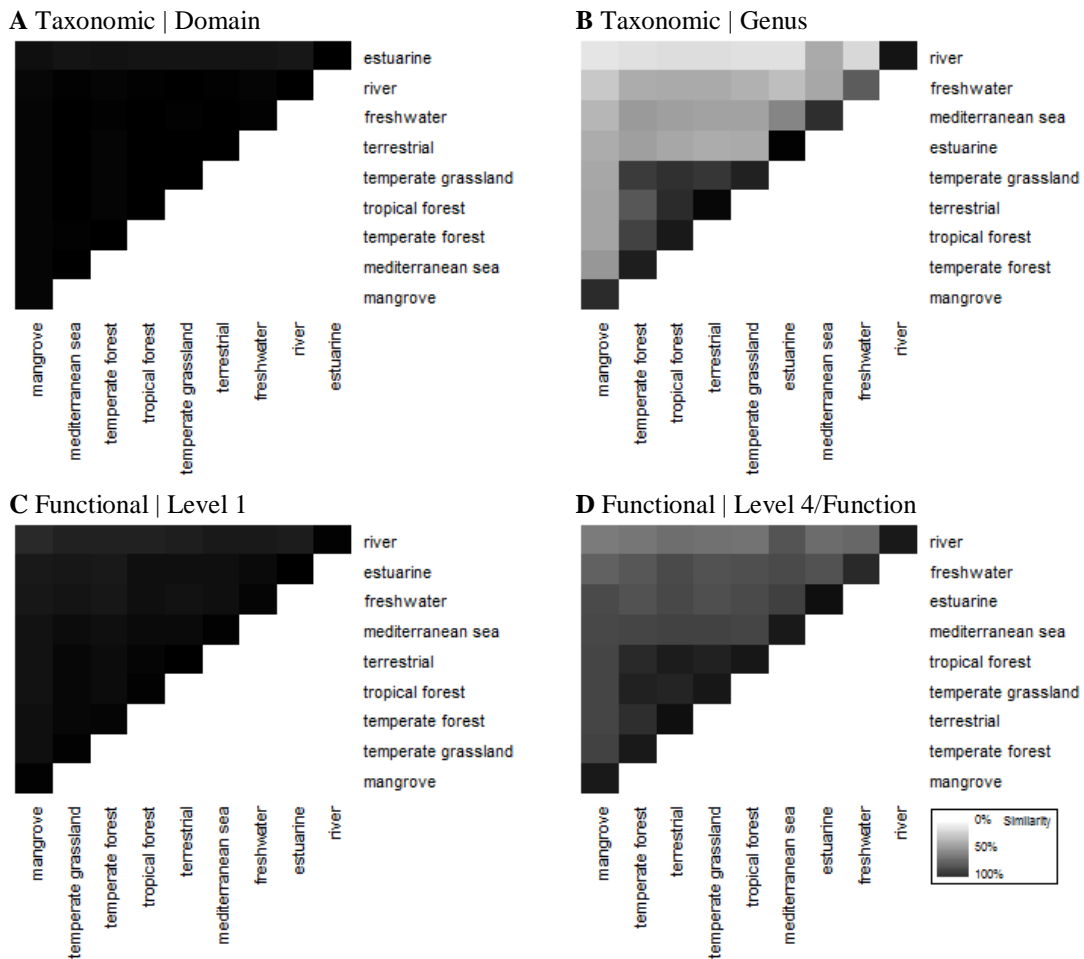 A Taxonomic | Domain
estuarine
river
freshwater
terrestrial
temperate grassland
tropical forest
temperate forest
mediterranean sea
mangrove
mangrove
mediterranean sea
temperate forest
tropical forest
temperate grassland
terrestrial
freshwater
river
estuarine
B Taxonomic | Genus
river
freshwater
mediterranean sea
estuarine
temperate grassland
terrestrial
tropical forest
temperate forest
mangrove
mangrove
temperate forest
tropical forest
terrestrial
temperate grassland
estuarine
mediterranean sea
freshwater
river
C Functional | Level 1
river
estuarine
freshwater
mediterranean sea
terrestrial
tropical forest
temperate forest
temperate grassland
mangrove
mangrove
temperate grassland
temperate forest
tropical forest
terrestrial
mediterranean sea
freshwater
estuarine
river
D Functional | Level 4/Function
river
freshwater
estuarine
mediterranean sea
tropical forest
temperate grassland
terrestrial
temperate forest
mangrove
mangrove
temperate forest
terrestrial
temperate grassland
tropical forest
mediterranean sea
estuarine
freshwater
river
0% Similarity
50%
100%